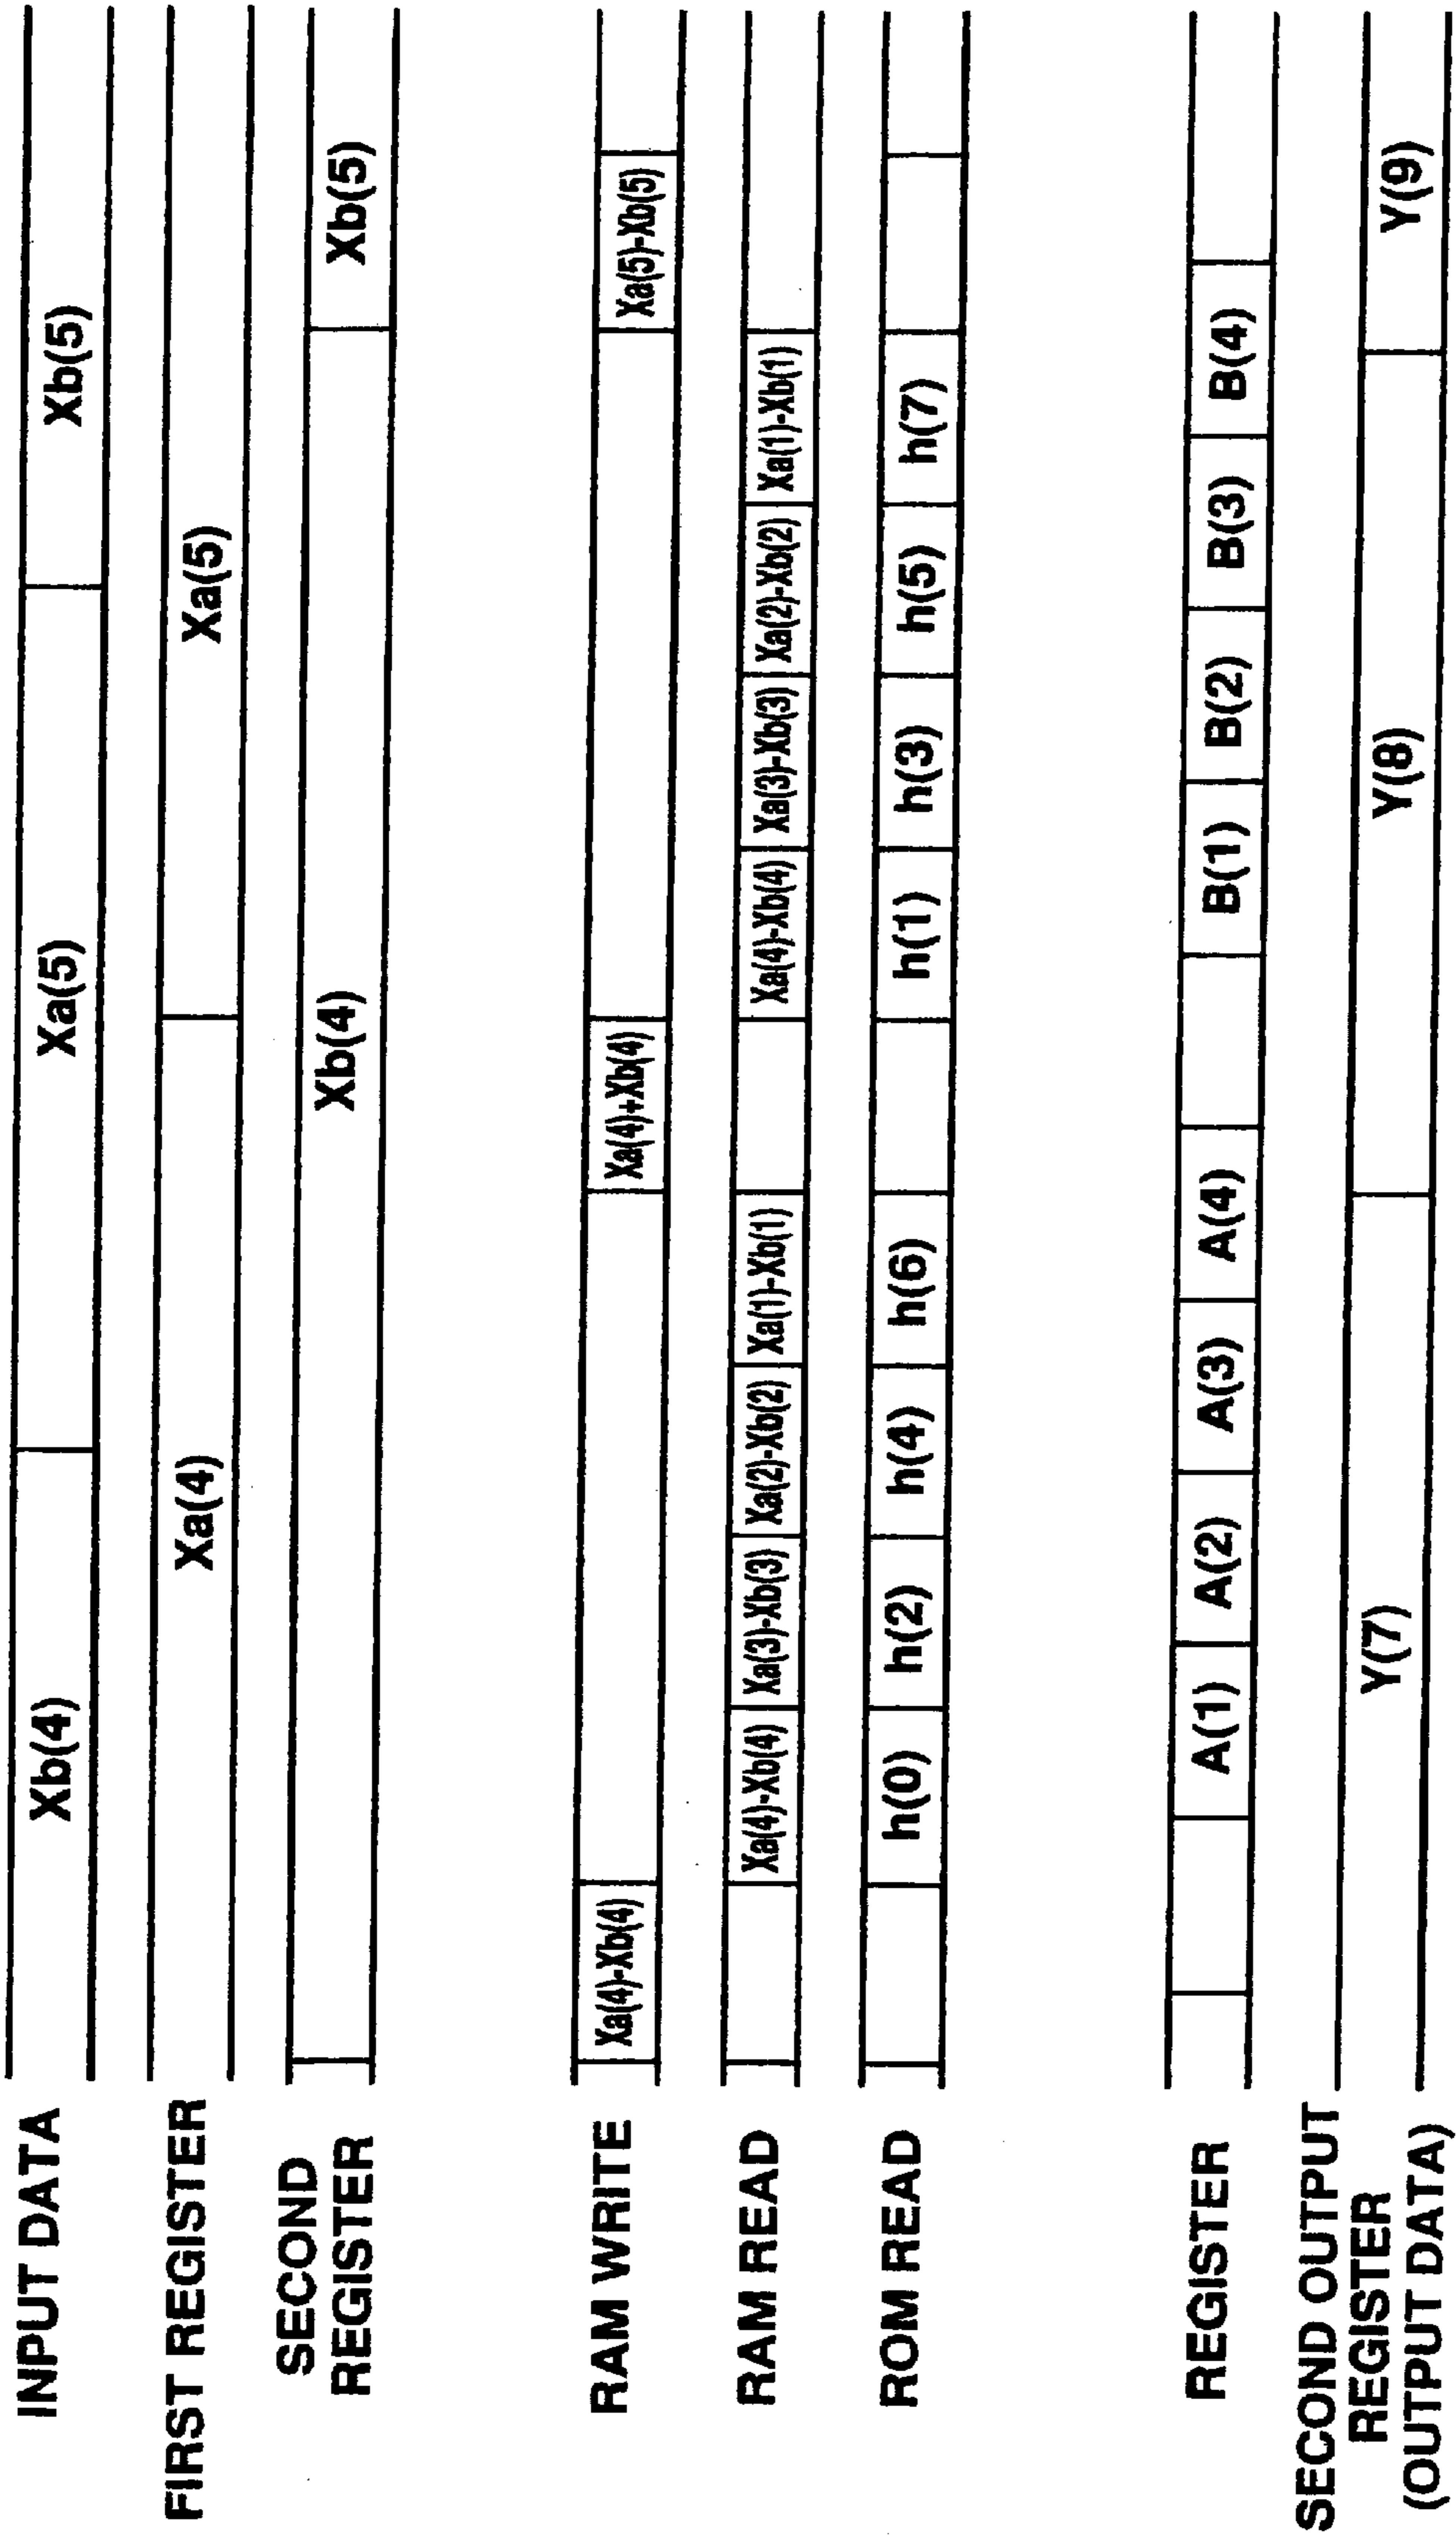 INPUT DATA
Xb(4)
Xa(5)
Xb(5)
FIRST REGISTER
Xa(4)
Xa(5)
SECOND
REGISTER
Xb(4)
Xb(5)
RAM WRITE
Xa(4)-Xb(4)
Xa(4)+Xb(4)
Xa(5)-Xb(5)
RAM READ
Xa(4)-Xb(4)
Xa(3)-Xb(3)
Xa(2)-Xb(2)
Xa(1)-Xb(1)
Xa(4)-Xb(4)
Xa(3)-Xb(3)
Xa(2)-Xb(2)
Xa(1)-Xb(1)
ROM READ
h(0)
h(2)
h(4)
h(6)
h(1)
h(3)
h(5)
h(7)
REGISTER
A(1)
A(2)
A(3)
A(4)
B(1)
B(2)
B(3)
B(4)
SECOND OUTPUT
REGISTER
(OUTPUT DATA)
Y(7)
Y(8)
Y(9)